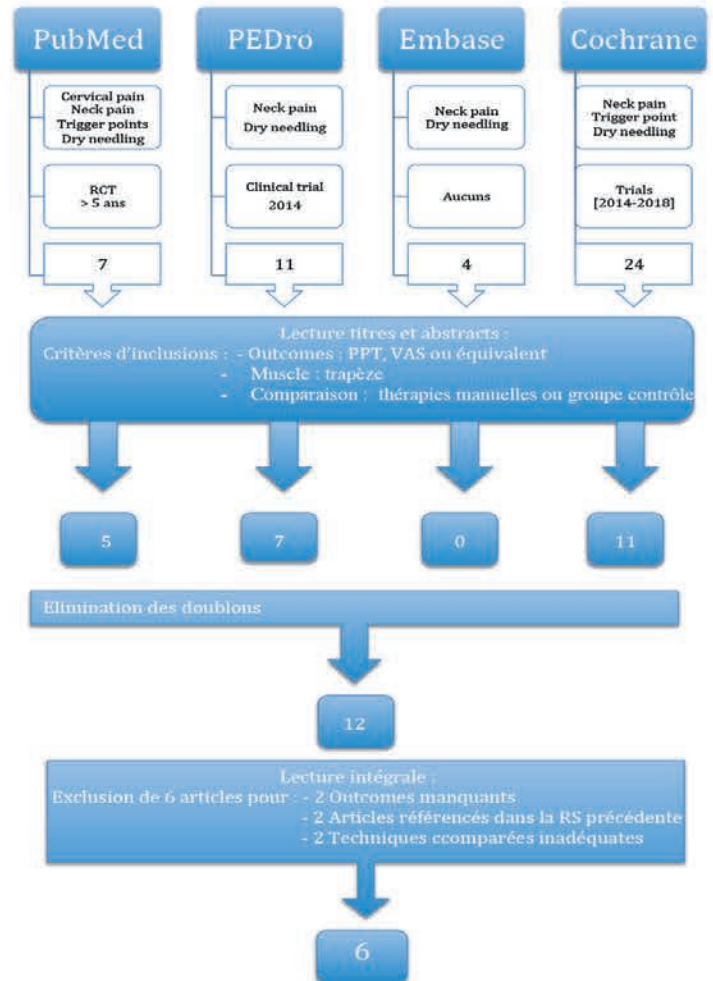 PubMed
PEDro
Embase
Cochrane
Cervical pain
Neck pain
Trigger points
Dry needling
Neck pain
Dry needling
Neck pain
Dry needling
Neck pain
Trigger point
Dry needling
RCT
> 5 ans
Clinical trial
2014
Aucuns
Trials
[2014-2018]
7
11
4
24
Lecture titres et abstracts :
Critères d'inclusions : - Outcomes : PPT, VAS ou équivalent
- Muscle : trapèze
- Comparaison : thérapies manuelles ou groupe contrôle
5
7
0
11
Elimination des doublons
12
Lecture intégrale :
Exclusion de 6 articles pour : - 2 Outcomes manquants
- 2 Articles référencés dans la RS précédente
- 2 Techniques ccomparées inadéquates
6